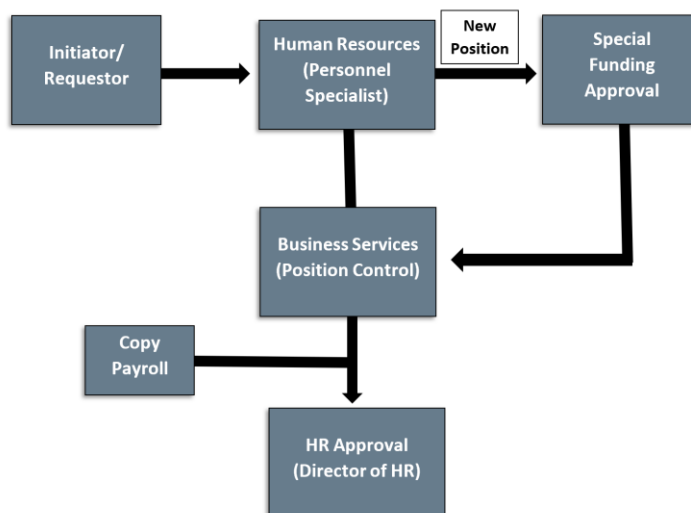 Initiator/
Requestor
Human Resources
(Personnel
Specialist)
New
Position
Special
Funding
Approval
Business Services
(Position Control)
Copy
Payroll
HR Approval
(Director of HR)